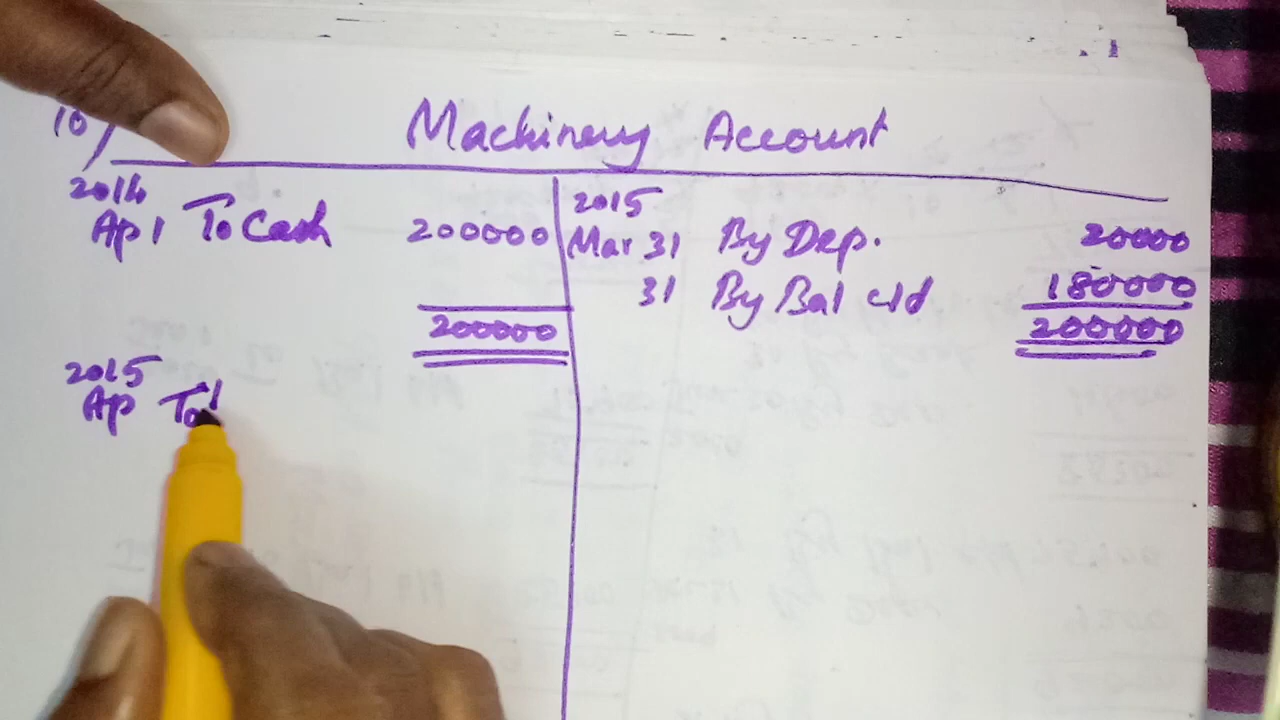 10)
Machinery Account
2014 2015
Ap 1 To Cash 200000 Mar 31 By Dep. 20000
31 By Bal c/d 180000
200000 200000
2015
Ap To